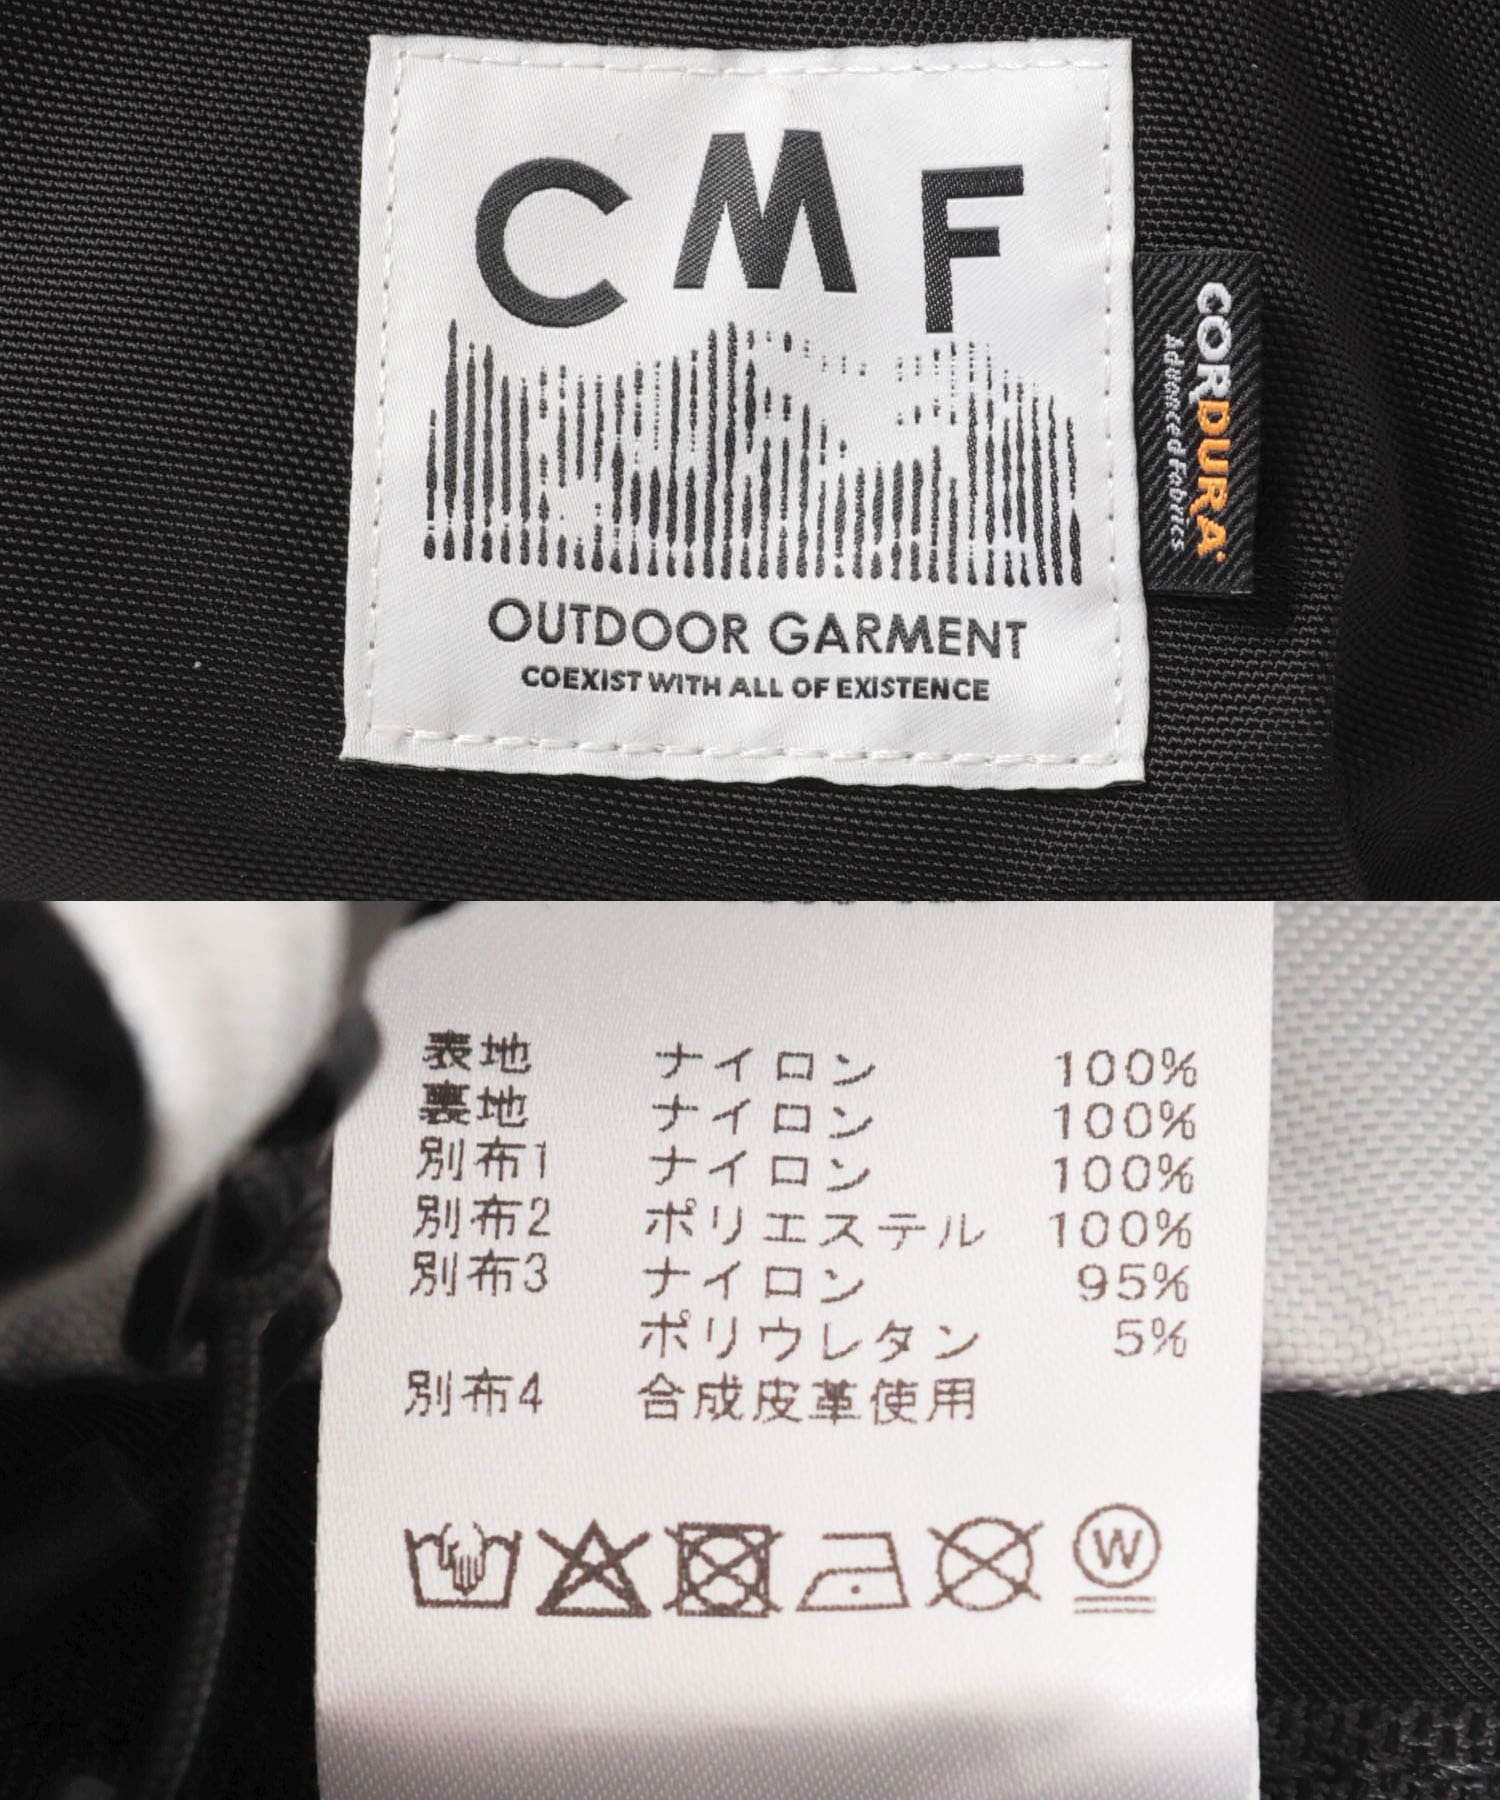 CMF
OUTDOOR GARMENT
COEXIST WITH ALL OF EXISTENCE
CORDURA
Advanced Fabrics
表地 ナイロン 100%
裏地 ナイロン 100%
別布1 ナイロン 100%
別布2 ポリエステル 100%
別布3 ナイロン 95%
ポリウレタン 5%
別布4 合成皮革使用
W